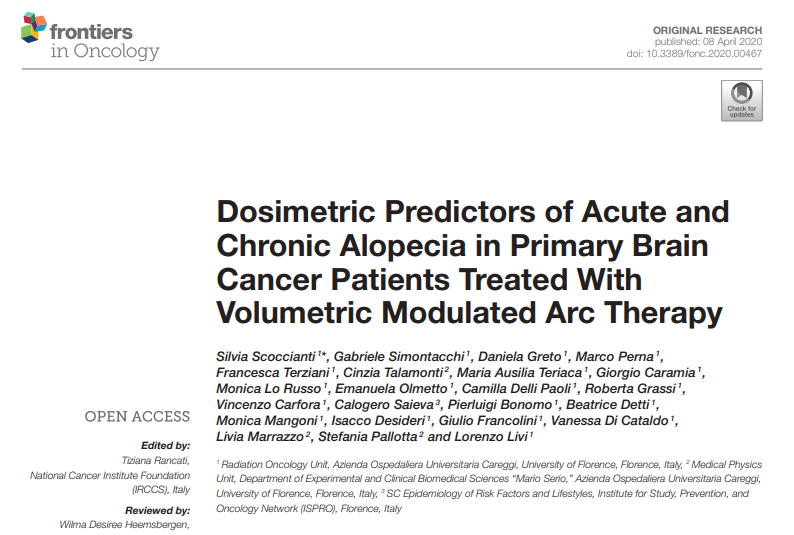 frontiers
in Oncology
ORIGINAL RESEARCH
published: 08 April 2020
doi: 10.3389/fonc.2020.00467
Check for
updates
Dosimetric Predictors of Acute and
Chronic Alopecia in Primary Brain
Cancer Patients Treated With
Volumetric Modulated Arc Therapy
Silvia Scoccianti 1*, Gabriele Simontacchi 1, Daniela Greto 1, Marco Perna 1,
Francesca Terziani 1, Cinzia Talamonti 2, Maria Ausilia Teriaca 1, Giorgio Caramia 1,
Monica Lo Russo 1, Emanuela Olmetto 1, Camilla Delli Paoli 1, Roberta Grassi 1,
Vincenzo Carfora 1, Calogero Saieva 3, Pierluigi Bonomo 1, Beatrice Detti 1,
Monica Mangoni 1, Isacco Desideri 1, Giulio Francolini 1, Vanessa Di Cataldo 1,
Livia Marrazzo 2, Stefania Pallotta 2 and Lorenzo Livi 1
1 Radiation Oncology Unit, Azienda Ospedaliera Universitaria Careggi, University of Florence, Florence, Italy, 2 Medical Physics
Unit, Department of Experimental and Clinical Biomedical Sciences “Mario Serio,” Azienda Ospedaliera Universitaria Careggi,
University of Florence, Florence, Italy, 3 SC Epidemiology of Risk Factors and Lifestyles, Institute for Study, Prevention, and
Oncology Network (ISPRO), Florence, Italy
OPEN ACCESS
Edited by:
Tiziana Rancati,
National Cancer Institute Foundation
(IRCCS), Italy
Reviewed by:
Wilma Desiree Heemsbergen,